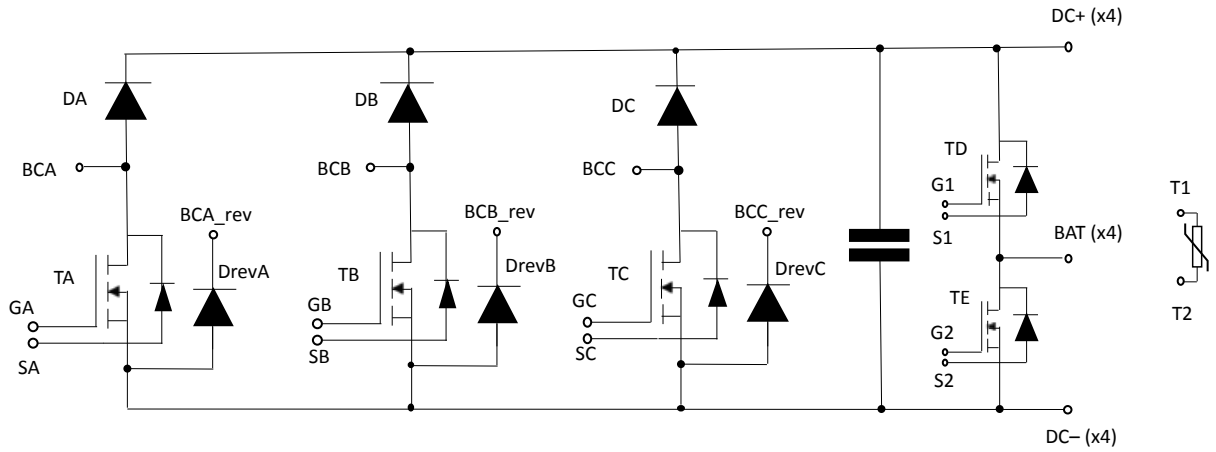 DC+ (x4)
DA
DB
DC
BCA
BCB
BCC
TD
G1
S1
T1
BCA_rev
BCB_rev
BCC_rev
BAT (x4)
TA
DrevA
TB
DrevB
TC
DrevC
TE
T2
GA
GB
GC
G2
SA
SB
SC
S2
DC– (x4)